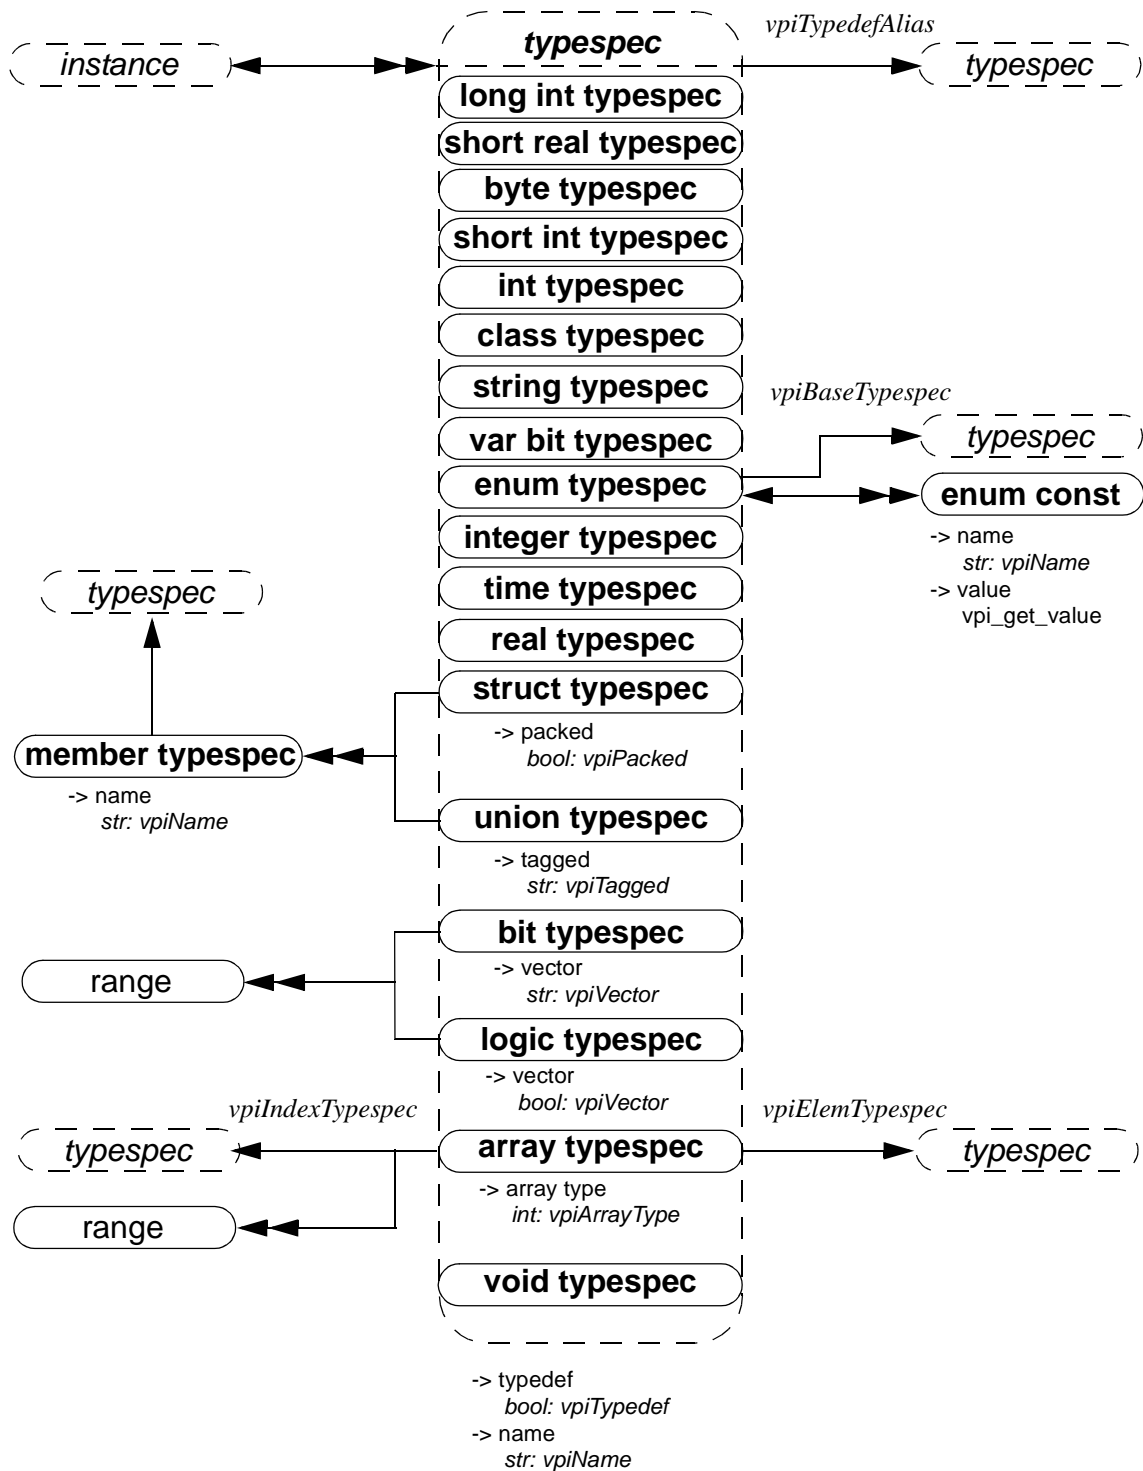 vpiTypedefAlias
instance
typespec
typespec
long int typespec
short real typespec
byte typespec
short int typespec
int typespec
class typespec
string typespec
vpiBaseTypespec
var bit typespec
typespec
enum typespec
enum const
-> name
str: vpiName
-> value
vpi_get_value
integer typespec
time typespec
typespec
real typespec
struct typespec
-> packed
bool: vpiPacked
member typespec
-> name
str: vpiName
union typespec
-> tagged
str: vpiTagged
bit typespec
-> vector
str: vpiVector
range
logic typespec
-> vector
bool: vpiVector
vpiIndexTypespec
vpiElemTypespec
typespec
array typespec
typespec
-> array type
int: vpiArrayType
range
void typespec
-> typedef
bool: vpiTypedef
-> name
str: vpiName